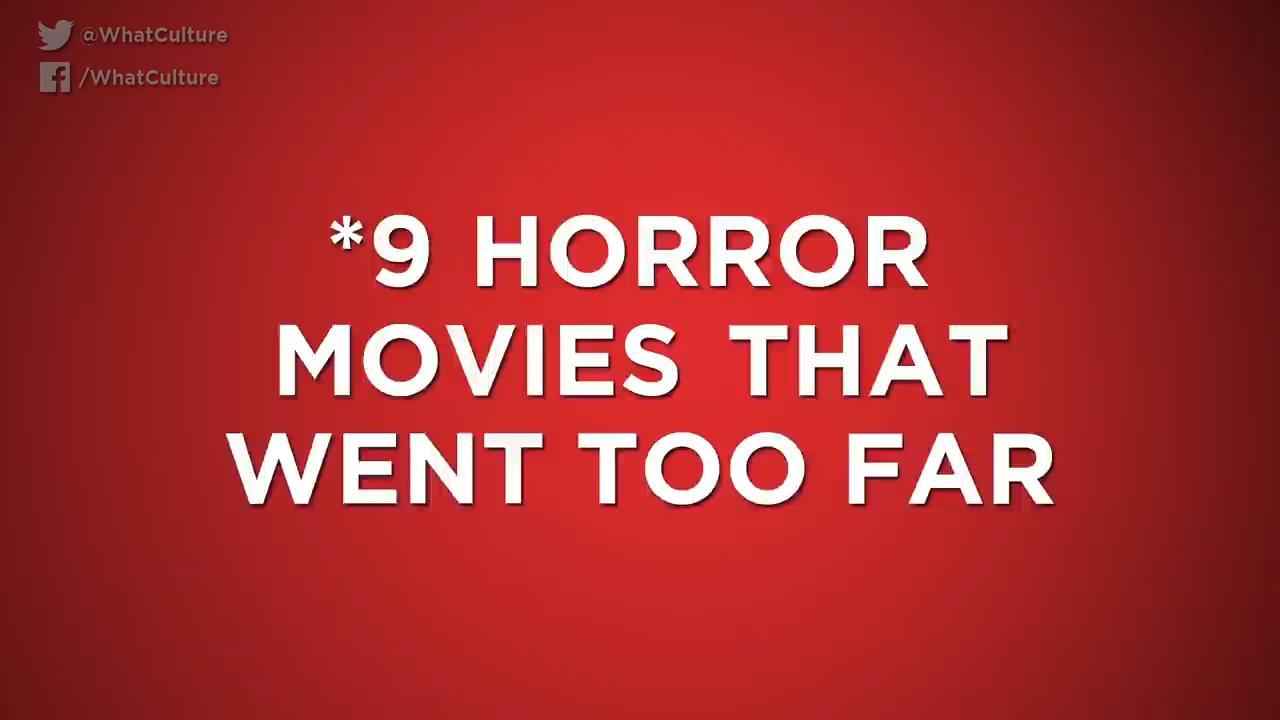 @WhatCulture
/WhatCulture
*9 HORROR
MOVIES THAT
WENT TOO FAR